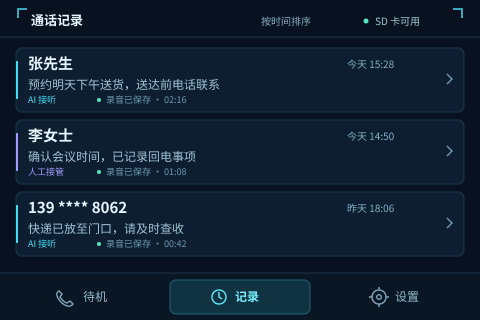 通话记录 按时间排序 SD 卡可用
张先生 今天 15:28
预约明天下午送货，送达前电话联系
AI 接听 录音已保存 · 02:16
李女士 今天 14:50
确认会议时间，已记录回电事项
人工接管 录音已保存 · 01:08
139 **** 8062 昨天 18:06
快递已放至门口，请及时查收
AI 接听 录音已保存 · 00:42
待机 记录 设置